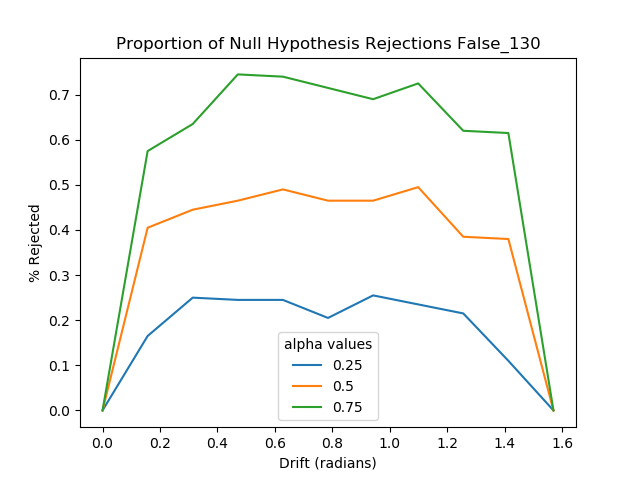 Proportion of Null Hypothesis Rejections False_130
% Rejected
0.7
0.6
0.5
0.4
0.3
0.2
0.1
0.0
alpha values
0.25
0.5
0.75
0.0 0.2 0.4 0.6 0.8 1.0 1.2 1.4 1.6
Drift (radians)